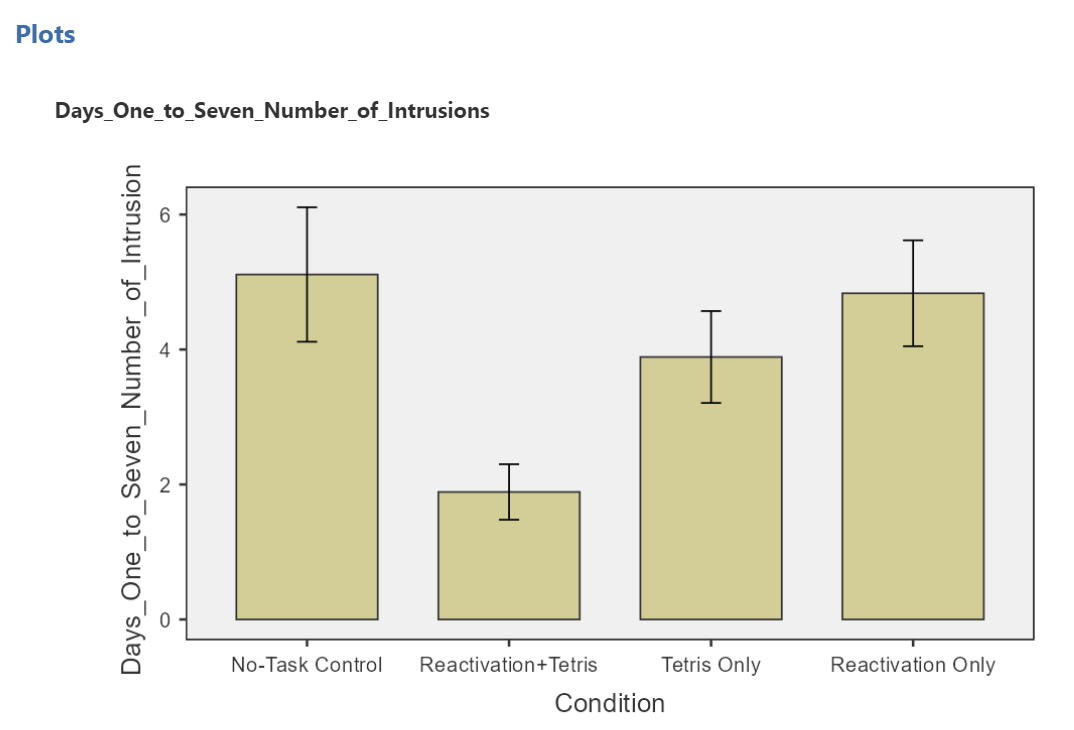 Plots
Days_One_to_Seven_Number_of_Intrusions
Days_One_to_Seven_Number_of_Intrusion
6
4
2
0
No-Task Control
Reactivation+Tetris
Tetris Only
Reactivation Only
Condition